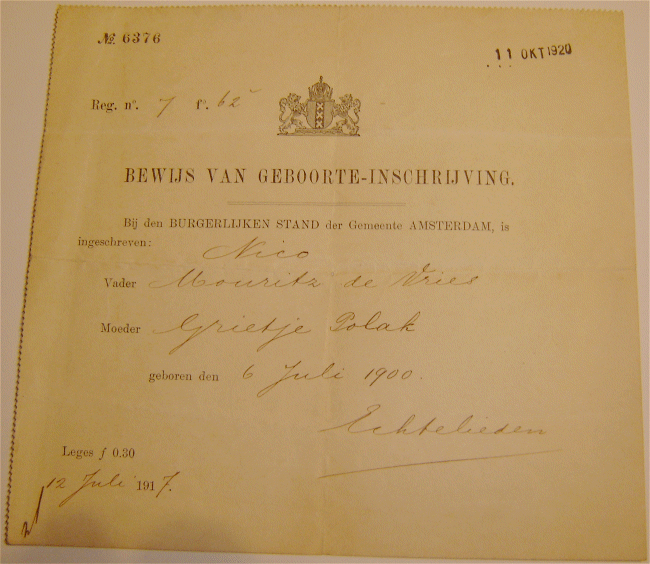 № 6376
11 OKT 1920
Reg. nº. 7 fº. 62
BEWIJS VAN GEBOORTE-INSCHRIJVING.
Bij den BURGERLIJKEN STAND der Gemeente AMSTERDAM, is
ingeschreven:
Nico
Vader Mouritz de Vries
Moeder Grietje Polak
geboren den 6 Juli 1900.
Echtelieden
Leges f 0.30
12 Juli 1917.